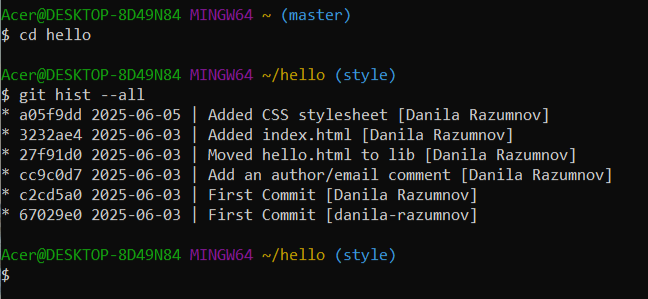 Acer@DESKTOP-8D49N84 MINGW64 ~ (master)
$ cd hello
Acer@DESKTOP-8D49N84 MINGW64 ~/hello (style)
$ git hist --all
* a05f9dd 2025-06-05 | Added CSS stylesheet [Danila Razumnov]
* 3232ae4 2025-06-03 | Added index.html [Danila Razumnov]
* 27f91d0 2025-06-03 | Moved hello.html to lib [Danila Razumnov]
* cc9c0d7 2025-06-03 | Add an author/email comment [Danila Razumnov]
* c2cd5a0 2025-06-03 | First Commit [Danila Razumnov]
* 67029e0 2025-06-03 | First Commit [danila-razumnov]
Acer@DESKTOP-8D49N84 MINGW64 ~/hello (style)
$